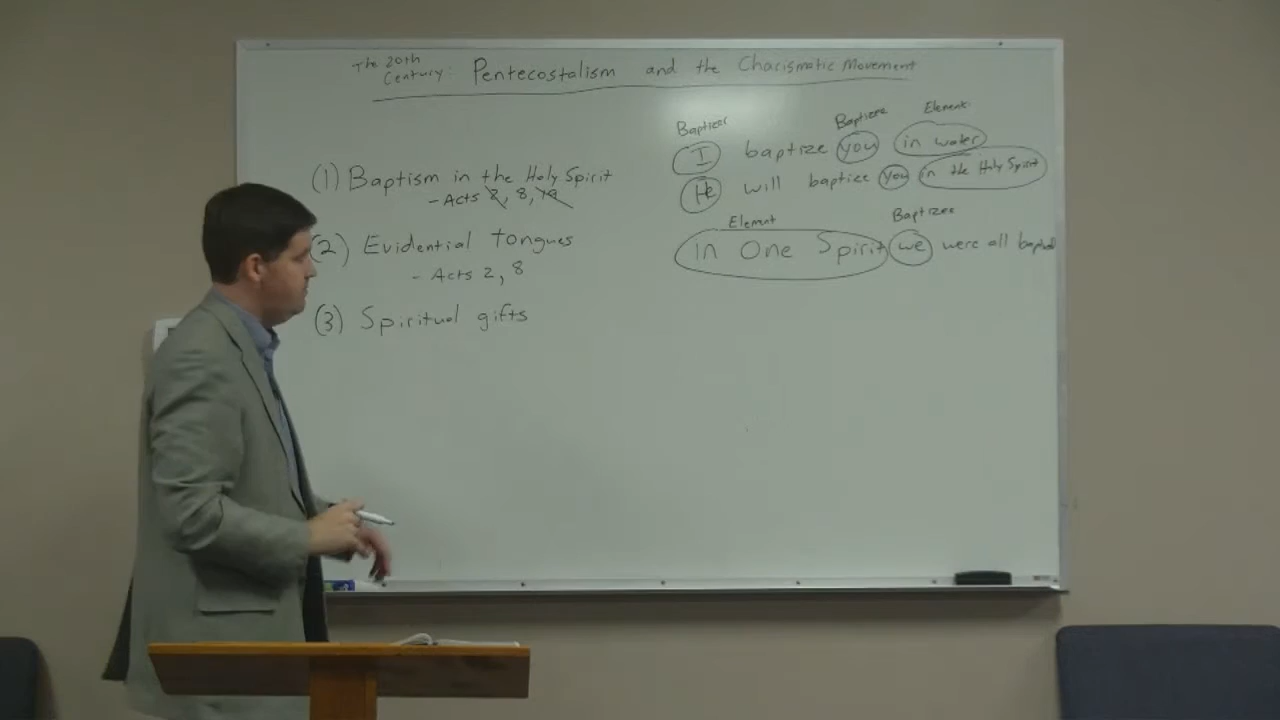 The 20th
Century: Pentecostalism and the Charismatic Movement
(1) Baptism in the Holy Spirit
- Acts 2, 8, 19
(2) Evidential tongues
- Acts 2, 8
(3) Spiritual gifts
Baptizer Baptizee Element
I baptize you in water
He will baptize you in the Holy Spirit
Element Baptizee
in One Spirit we were all baptized